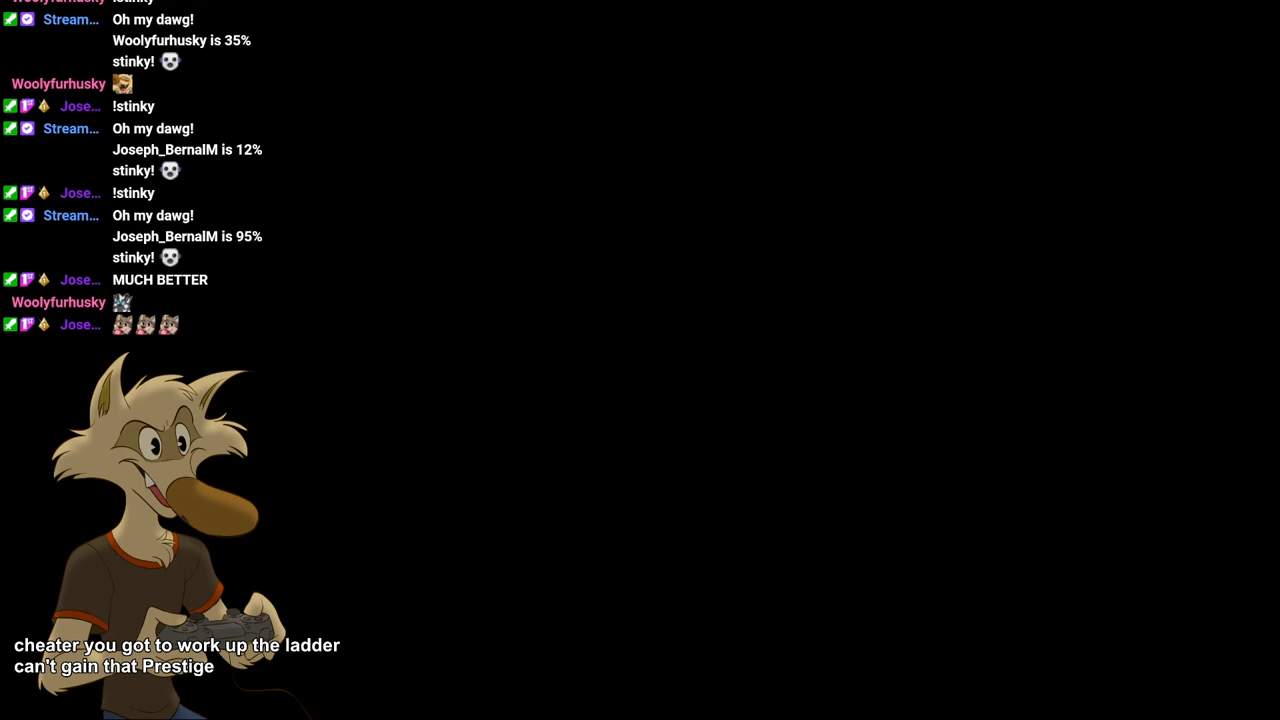 Stream...
Oh my dawg!
Woolyfurhusky is 35%
stinky!
Woolyfurhusky
Jose... !stinky
Stream... Oh my dawg!
Joseph_BernalM is 12%
stinky!
Jose... !stinky
Stream... Oh my dawg!
Joseph_BernalM is 95%
stinky!
Jose... MUCH BETTER
Woolyfurhusky
Jose...
cheater you got to work up the ladder
can't gain that Prestige